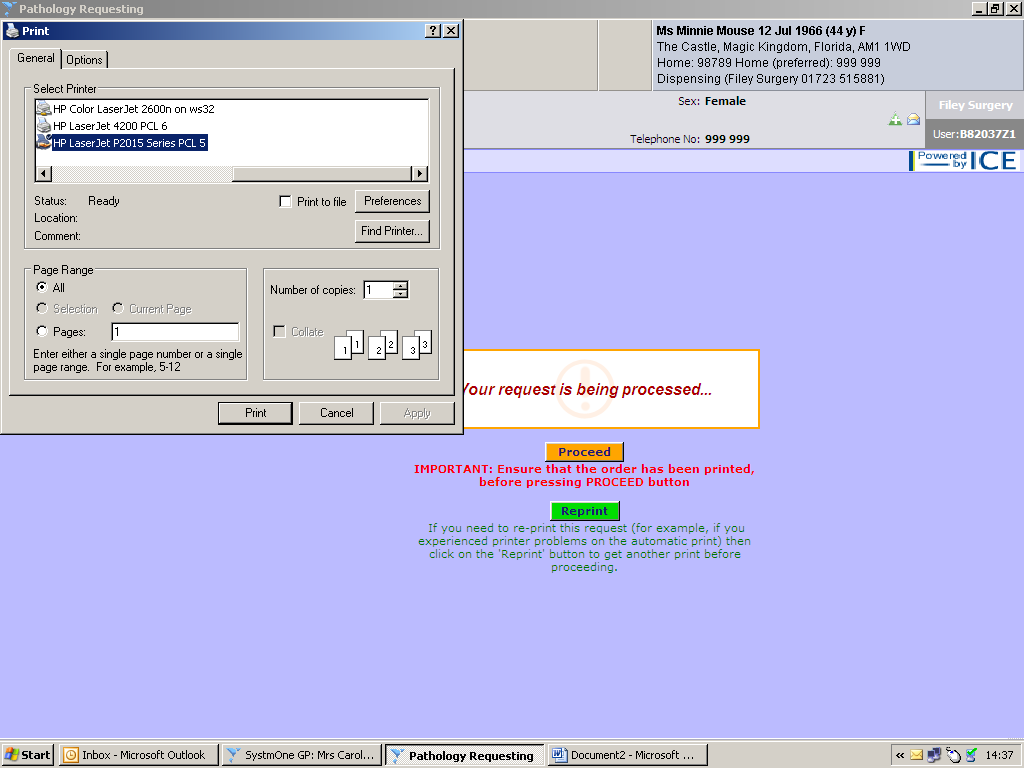 Pathology Requesting
Print
General
Options
Select Printer
HP Color LaserJet 2600n on ws32
HP LaserJet 4200 PCL 6
HP LaserJet P2015 Series PCL 5
Status: Ready
Location:
Comment:
Print to file
Preferences
Find Printer...
Page Range
All
Selection
Current Page
Pages: 1
Enter either a single page number or a single
page range. For example, 5-12
Number of copies: 1
Collate
1 1 2 2 3 3
Print
Cancel
Apply
Ms Minnie Mouse 12 Jul 1966 (44 y) F
The Castle, Magic Kingdom, Florida, AM1 1WD
Home: 98789 Home (preferred): 999 999
Dispensing (Filey Surgery 01723 515881)
Sex: Female
Telephone No: 999 999
Filey Surgery
User:B82037Z1
Powered
by ICE
Your request is being processed...
Proceed
IMPORTANT: Ensure that the order has been printed,
before pressing PROCEED button
Reprint
If you need to re-print this request (for example, if you
experienced printer problems on the automatic print) then
click on the 'Reprint' button to get another print before
proceeding.
Start
Inbox - Microsoft Outlook
SystmOne GP: Mrs Carol...
Pathology Requesting
Document2 - Microsoft ...
14:37